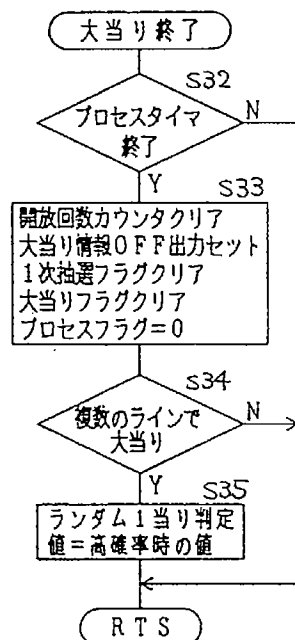 大当り終了
S32
プロセスタイマ
終了
N
Y
S33
開放回数カウンタクリア
大当り情報OFF出力セット
1次抽選フラグクリア
大当りフラグクリア
プロセスフラグ=0
S34
複数のラインで
大当り
N
Y
S35
ランダム1当り判定
値=高確率時の値
RTS